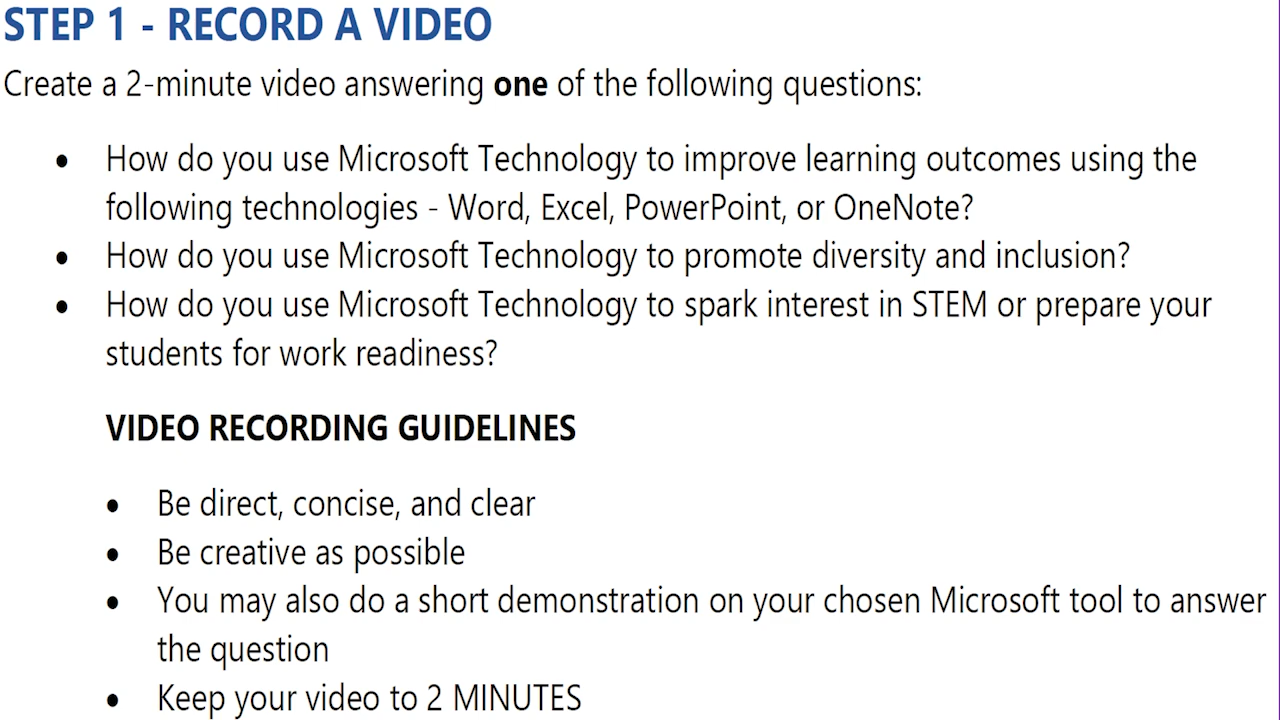 STEP 1 - RECORD A VIDEO
Create a 2-minute video answering one of the following questions:
• How do you use Microsoft Technology to improve learning outcomes using the
following technologies - Word, Excel, PowerPoint, or OneNote?
• How do you use Microsoft Technology to promote diversity and inclusion?
• How do you use Microsoft Technology to spark interest in STEM or prepare your
students for work readiness?
VIDEO RECORDING GUIDELINES
• Be direct, concise, and clear
• Be creative as possible
• You may also do a short demonstration on your chosen Microsoft tool to answer
the question
• Keep your video to 2 MINUTES